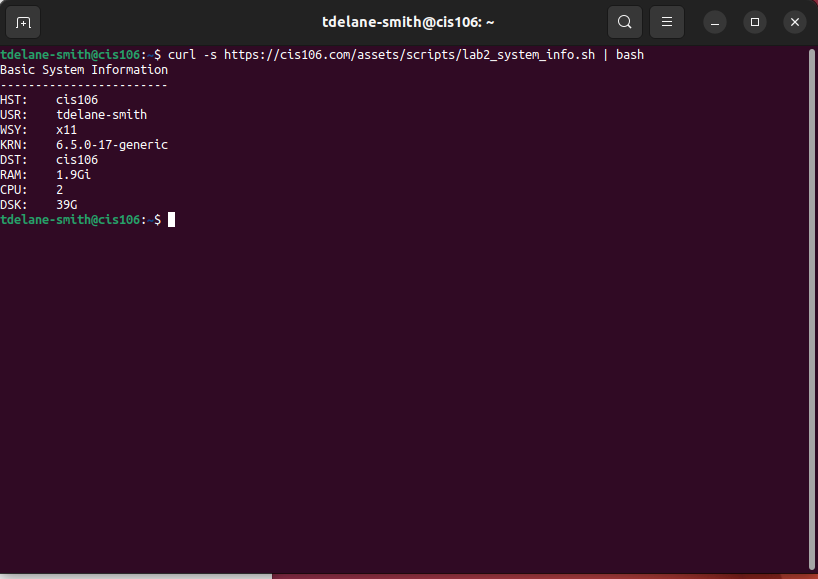 tdelane-smith@cis106: ~
tdelane-smith@cis106:~$ curl -s https://cis106.com/assets/scripts/lab2_system_info.sh | bash
Basic System Information
------------------------
HST:    cis106
USR:    tdelane-smith
WSY:    x11
KRN:    6.5.0-17-generic
DST:    cis106
RAM:    1.9Gi
CPU:    2
DSK:    39G
tdelane-smith@cis106:~$